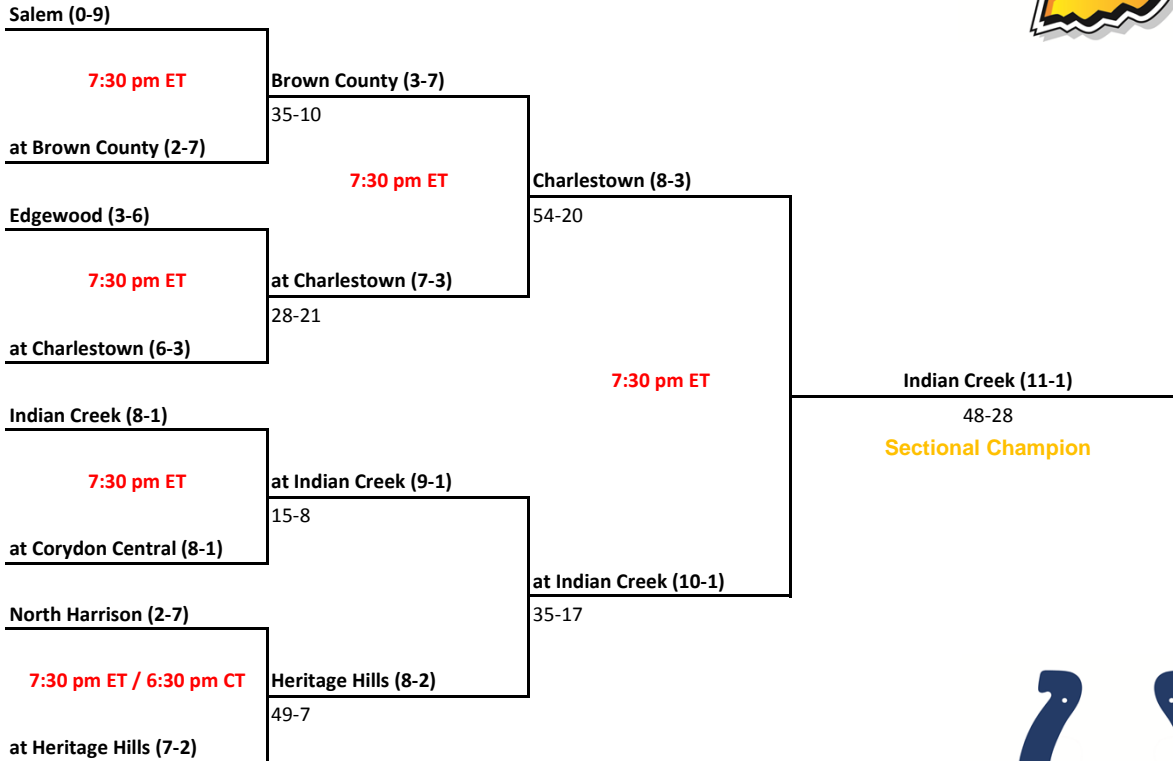 Salem (0-9)
7:30 pm ET
at Brown County (2-7)
Edgewood (3-6)
7:30 pm ET
at Charlestown (6-3)
Indian Creek (8-1)
7:30 pm ET
at Corydon Central (8-1)
North Harrison (2-7)
7:30 pm ET / 6:30 pm CT
at Heritage Hills (7-2)
Brown County (3-7)
35-10
7:30 pm ET
at Charlestown (7-3)
28-21
at Indian Creek (9-1)
15-8
Heritage Hills (8-2)
49-7
Charlestown (8-3)
54-20
7:30 pm ET
at Indian Creek (10-1)
35-17
Indian Creek (11-1)
48-28
Sectional Champion